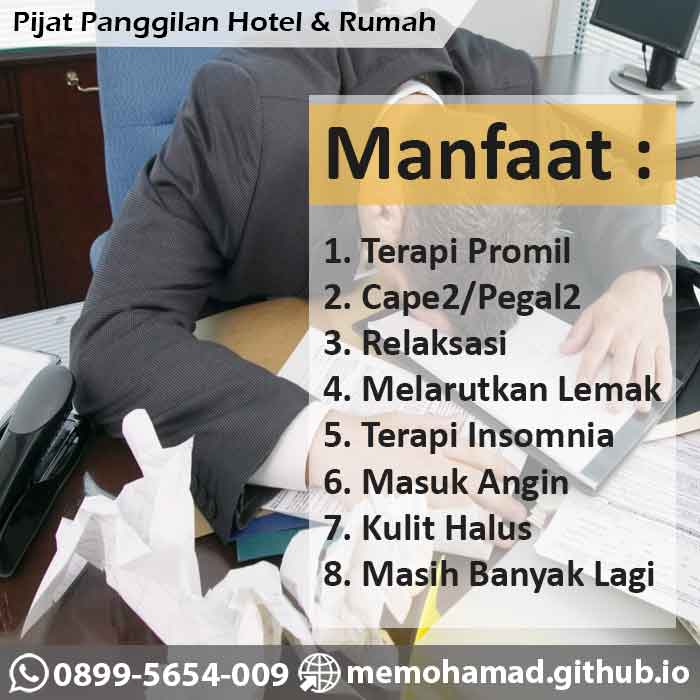 Pijat Panggilan Hotel & Rumah
Manfaat :
1. Terapi Promil
2. Cape2/Pegal2
3. Relaksasi
4. Melarutkan Lemak
5. Terapi Insomnia
6. Masuk Angin
7. Kulit Halus
8. Masih Banyak Lagi
0899-5654-009 memohamad.github.io